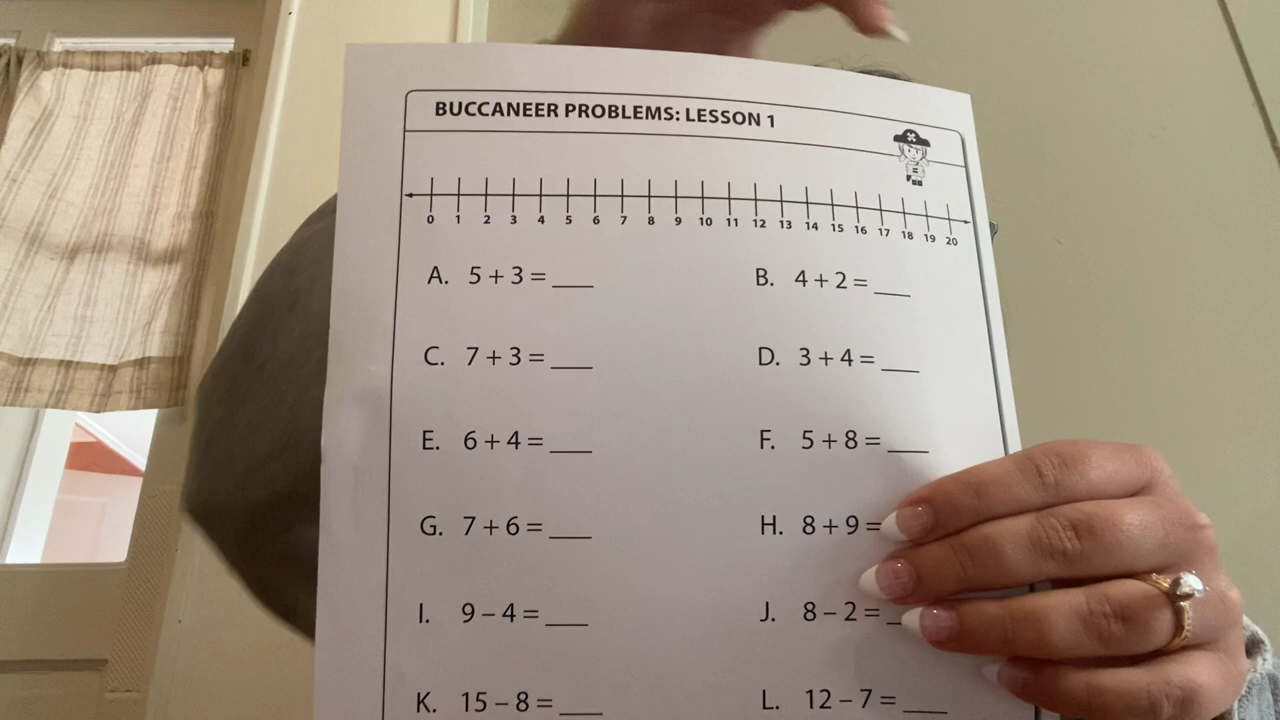 BUCCANEER PROBLEMS: LESSON 1
0 1 2 3 4 5 6 7 8 9 10 11 12 13 14 15 16 17 18 19 20
A. 5 + 3 = ___ B. 4 + 2 = ___
C. 7 + 3 = ___ D. 3 + 4 = ___
E. 6 + 4 = ___ F. 5 + 8 = ___
G. 7 + 6 = ___ H. 8 + 9 =
I. 9 – 4 = ___ J. 8 – 2 = _
K. 15 – 8 = ___ L. 12 – 7 = ___